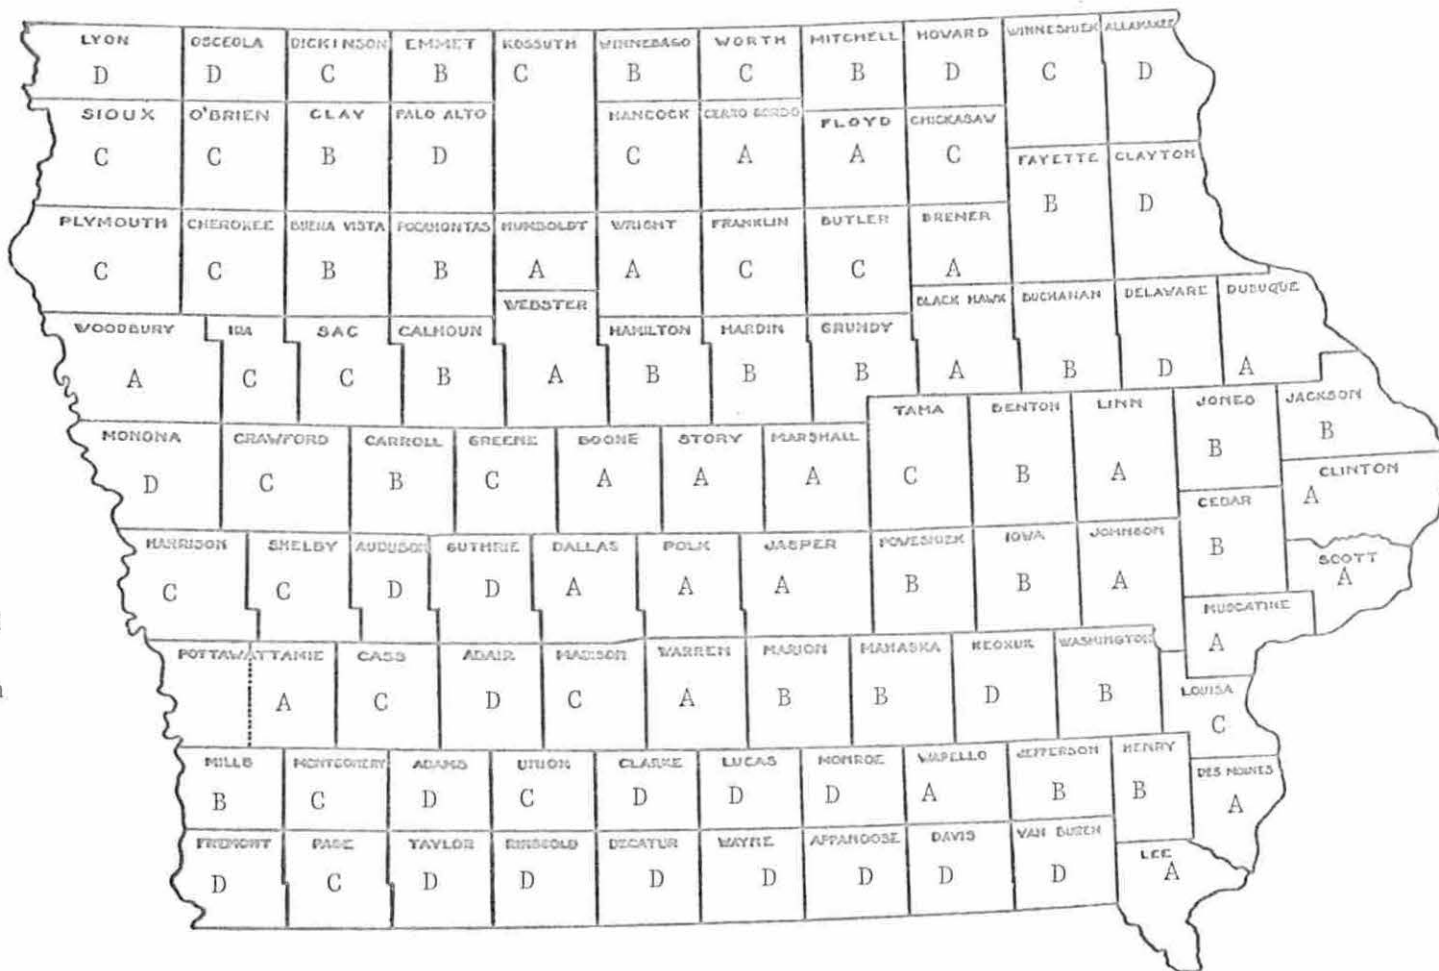 LYON OSCEOLA DICKINSON EMMET KOSSUTH WINNEBAGO WORTH MITCHELL HOWARD WINNESHIEK ALLAMAKEE
D D C B C B C B D C D
SIOUX O'BRIEN CLAY PALO ALTO HANCOCK CERRO GORDO FLOYD CHICKASAW
C C B D C A A C
FAYETTE CLAYTON
B D
PLYMOUTH CHEROKEE BUENA VISTA POCOHONTAS HUMBOLDT WRIGHT FRANKLIN BUTLER BREMER
C C B B A A C C A
WEBSTER BLACK HAWK BUCHANAN DELAWARE DUBUQUE
WOODBURY IDA SAC CALHOUN HAMILTON HARDIN GRUNDY
A C C B A B B B A B D A
TAMA BENTON LINN JONES JACKSON
C B A B B
MONONA CRAWFORD CARROLL GREENE BOONE STORY MARSHALL
D C B C A A A
CLINTON
A
CEDAR
B
HARRISON SHELBY AUDUBON GUTHRIE DALLAS POLK JASPER POWESHIEK IOWA JOHNSON
C C D D A A A B B A
SCOTT
A
MUSCATINE
A
POTTAWATTAMIE CASS ADAIR MADISON WARREN MARION MAHASKA KEOKUK WASHINGTON
A C D C A B B D B
LOUISA
C
MILLS MONTGOMERY ADAMS UNION CLARKE LUCAS MONROE WAPELLO JEFFERSON HENRY
B C D C D D D A B B
DES MOINES
A
FREMONT PAGE TAYLOR RINGGOLD DECATUR WAYNE APPANOOSE DAVIS VAN BUREN
D C D D D D D D D
LEE
A